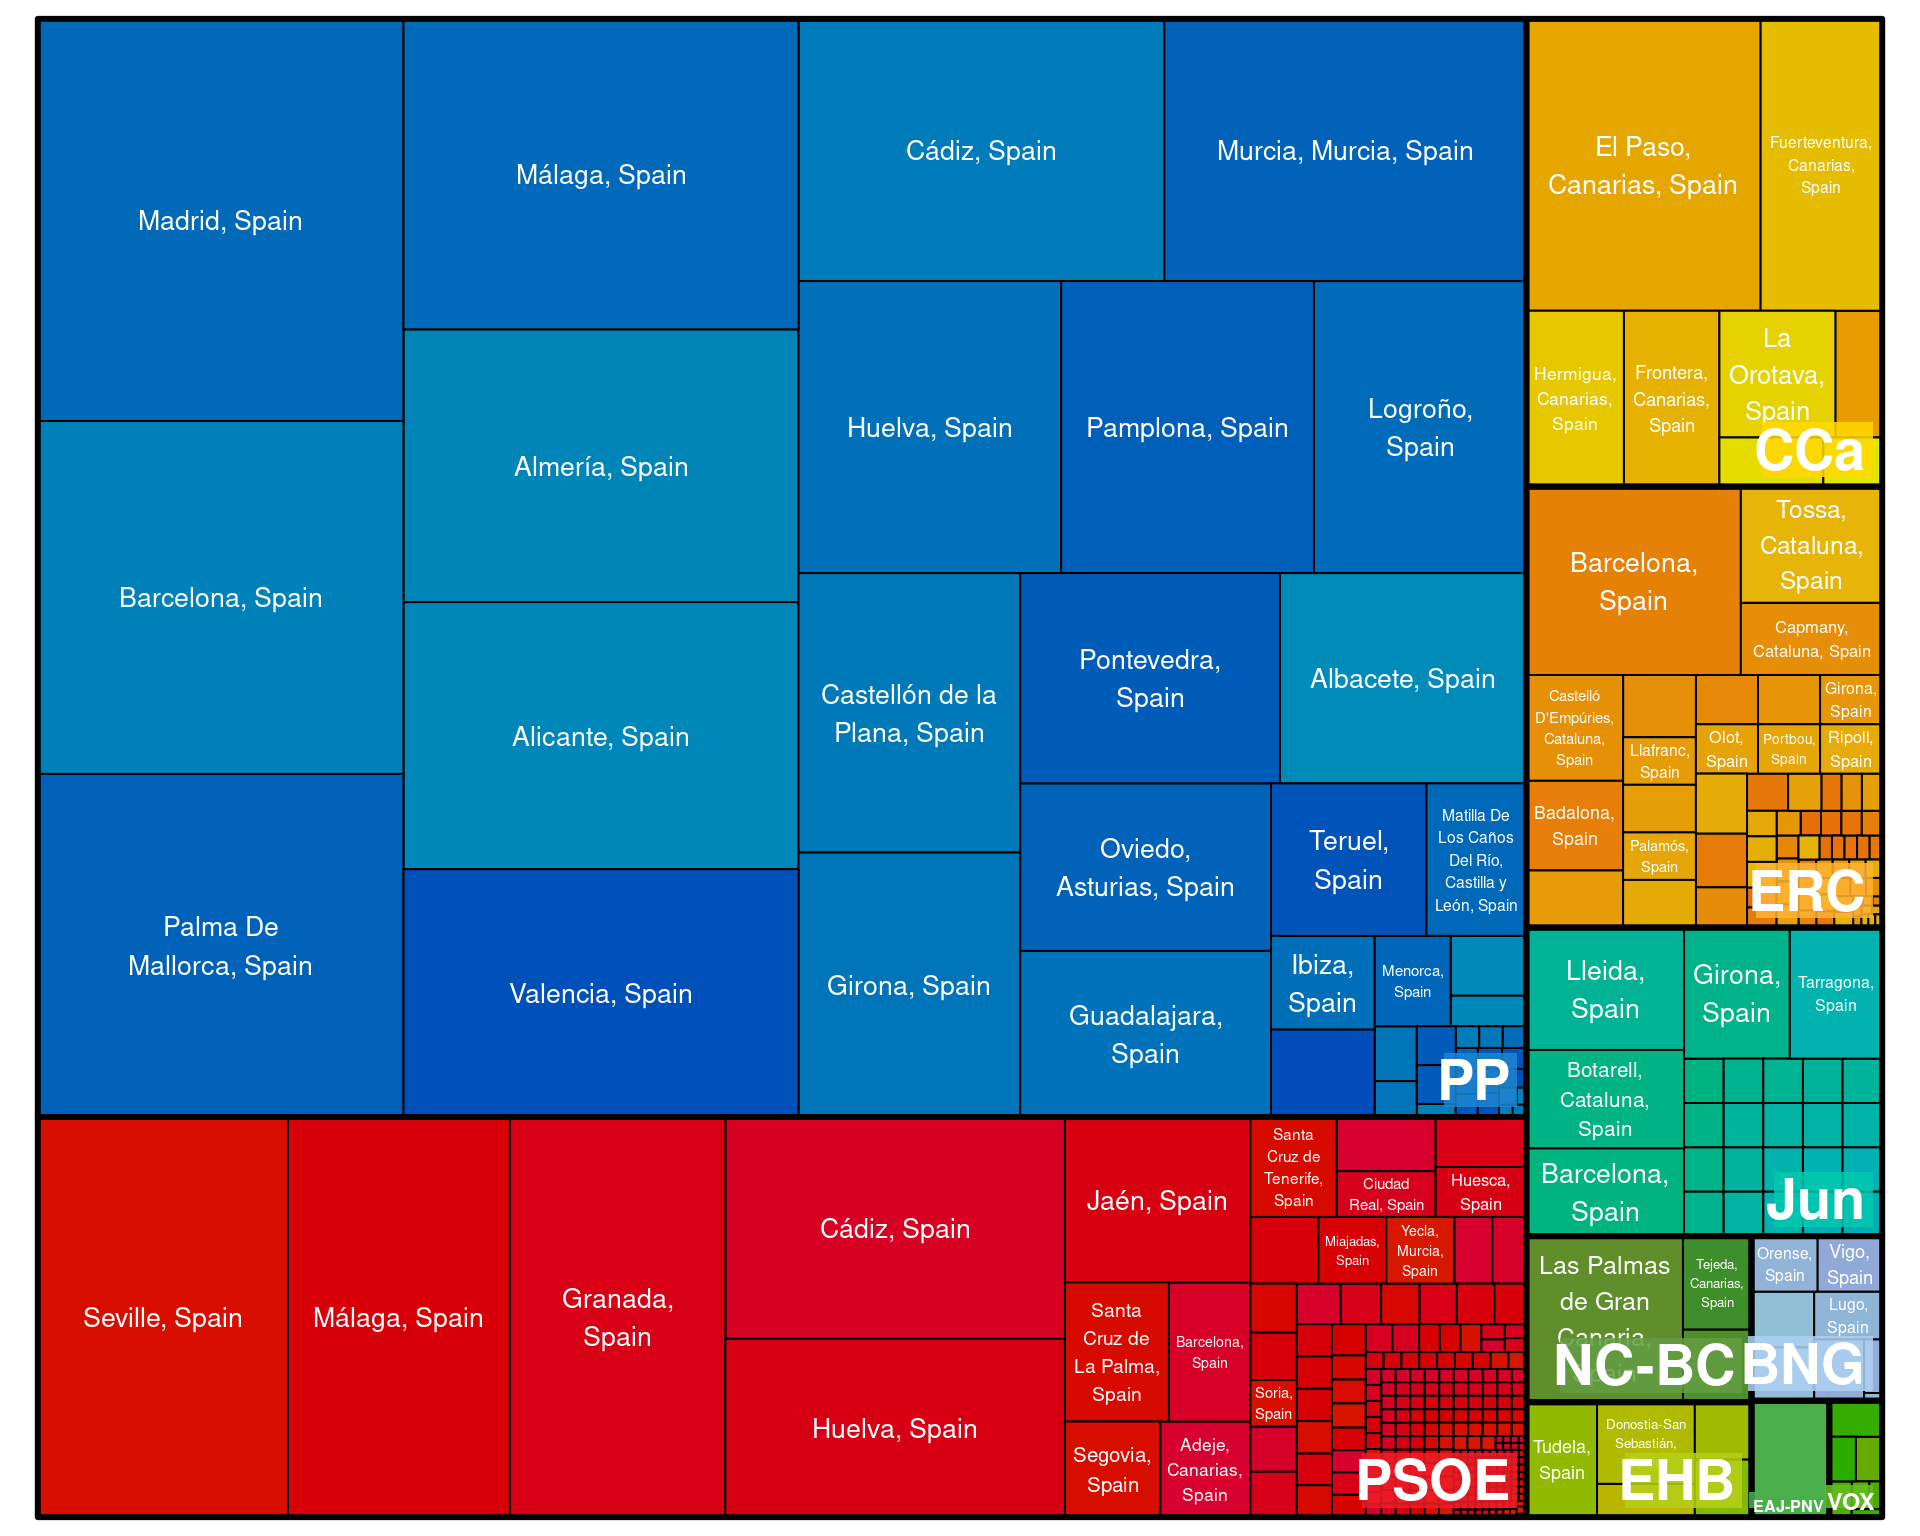 Madrid, Spain
Málaga, Spain
Cádiz, Spain
Murcia, Murcia, Spain
Barcelona, Spain
Almería, Spain
Huelva, Spain
Pamplona, Spain
Logroño,
Spain
Alicante, Spain
Castellón de la
Plana, Spain
Pontevedra,
Spain
Albacete, Spain
Palma De
Mallorca, Spain
Valencia, Spain
Girona, Spain
Oviedo,
Asturias, Spain
Guadalajara,
Spain
Teruel,
Spain
Matilla De
Los Caños
Del Río,
Castilla y
León, Spain
Ibiza,
Spain
Menorca,
Spain
PP
Seville, Spain
Málaga, Spain
Granada,
Spain
Cádiz, Spain
Huelva, Spain
Jaén, Spain
Santa
Cruz de
La Palma,
Spain
Barcelona,
Spain
Segovia,
Spain
Adeje,
Canarias,
Spain
Santa
Cruz de
Tenerife,
Spain
Ciudad
Real, Spain
Huesca,
Spain
Miajadas,
Spain
Yecla,
Murcia,
Spain
Soria,
Spain
PSOE
El Paso,
Canarias, Spain
Fuerteventura,
Canarias,
Spain
Hermigua,
Canarias,
Spain
Frontera,
Canarias,
Spain
La
Orotava,
Spain
CCa
Barcelona,
Spain
Tossa,
Cataluna,
Spain
Capmany,
Cataluna, Spain
Castelló
D'Empúries,
Cataluna,
Spain
Badalona,
Spain
Llafranc,
Spain
Palamós,
Spain
Olot,
Spain
Portbou,
Spain
Girona,
Spain
Ripoll,
Spain
ERC
Lleida,
Spain
Girona,
Spain
Tarragona,
Spain
Botarell,
Cataluna,
Spain
Barcelona,
Spain
Jun
Las Palmas
de Gran
Canaria,
Tejeda,
Canarias,
Spain
NC-BC
Orense,
Spain
Vigo,
Spain
Lugo,
Spain
BNG
Tudela,
Spain
Donostia-San
Sebastián,
EHB
EAJ-PNV
VOX